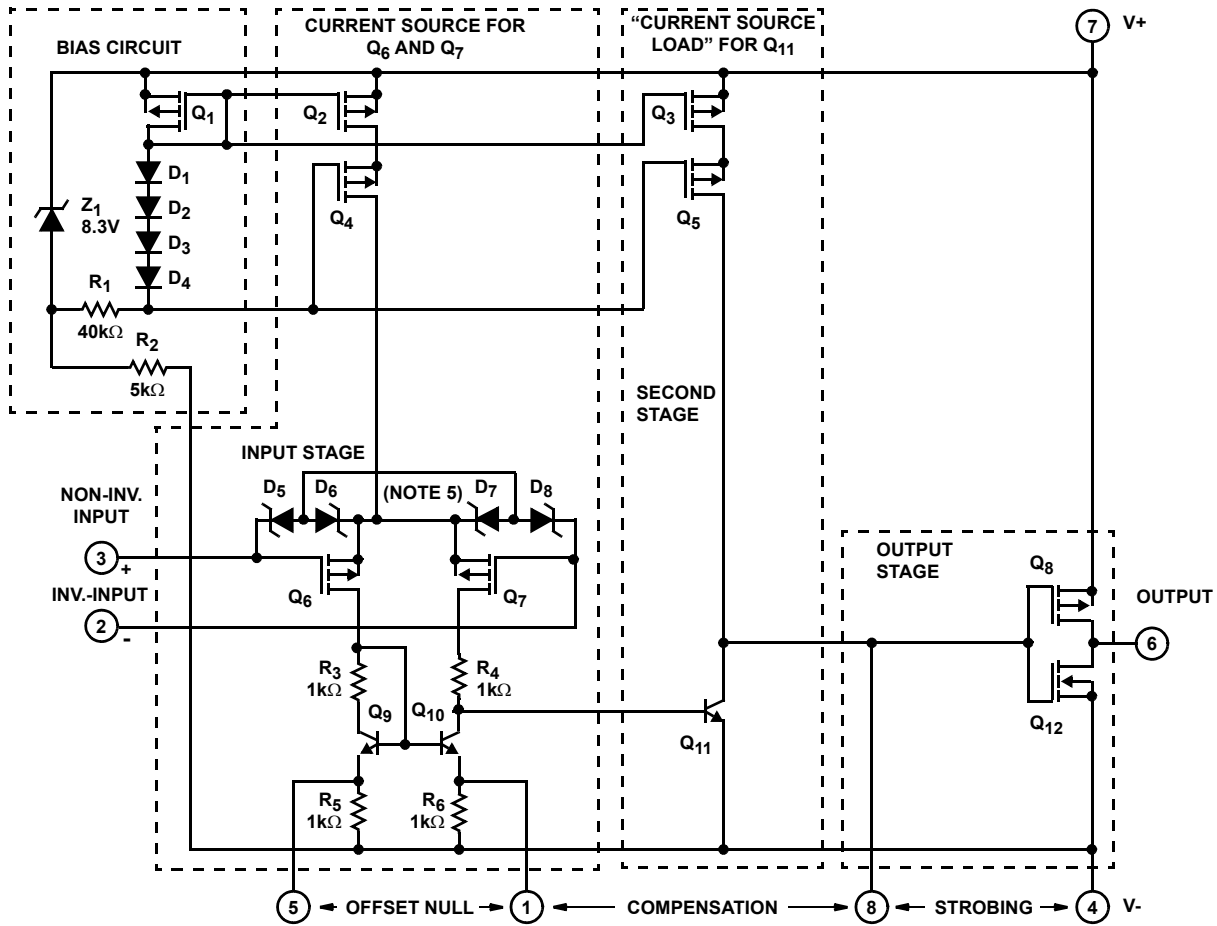 CURRENT SOURCE FOR
Q6 AND Q7
"CURRENT SOURCE
LOAD" FOR Q11
7 V+
BIAS CIRCUIT
Q1
Q2
Q3
D1
D2
D3
D4
Z1
8.3V
Q4
Q5
R1
40kΩ
R2
5kΩ
SECOND
STAGE
INPUT STAGE
D5 D6 (NOTE 5) D7 D8
NON-INV.
INPUT
3 +
INV.-INPUT
2 -
Q6
Q7
OUTPUT
STAGE
Q8
OUTPUT
6
R3
1kΩ
R4
1kΩ
Q9
Q10
Q11
Q12
R5
1kΩ
R6
1kΩ
5 OFFSET NULL 1 COMPENSATION 8 STROBING 4 V-